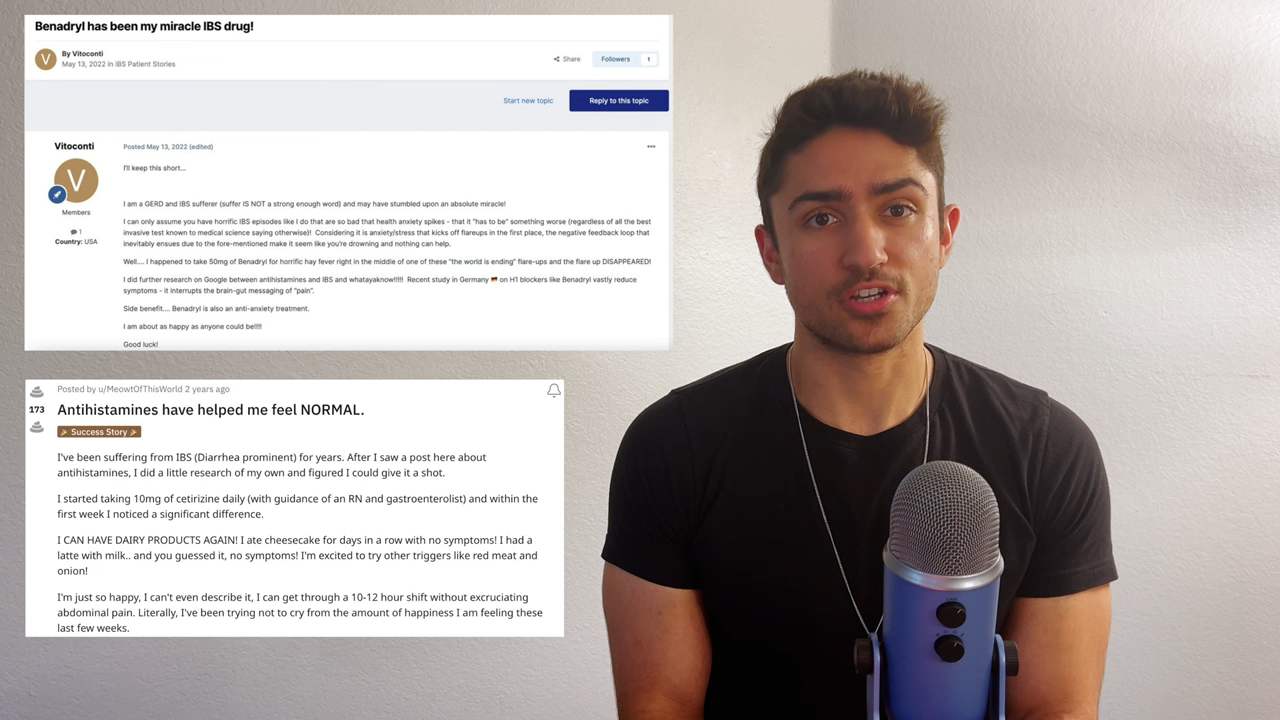 Benadryl has been my miracle IBS drug!
V
By Vitoconti
May 13, 2022 in IBS Patient Stories
Share
Followers
1
Start new topic
Reply to this topic
Vitoconti
V
Members
1
Country: USA
Posted May 13, 2022 (edited)
I'll keep this short...
I am a GERD and IBS sufferer (suffer IS NOT a strong enough word) and may have stumbled upon an absolute miracle!
I can only assume you have horrific IBS episodes like I do that are so bad that health anxiety spikes - that it "has to be" something worse (regardless of all the best
invasive test known to medical science saying otherwise)! Considering it is anxiety/stress that kicks off flareups in the first place, the negative feedback loop that
inevitably ensues due to the fore-mentioned make it seem like you're drowning and nothing can help.
Well.... I happened to take 50mg of Benadryl for horrific hay fever right in the middle of one of these "the world is ending" flare-ups and the flare up DISAPPEARED!
I did further research on Google between antihistamines and IBS and whatayaknow!!!!! Recent study in Germany 🇩🇪 on H1 blockers like Benadryl vastly reduce
symptoms - it interrupts the brain-gut messaging of "pain".
Side benefit.... Benadryl is also an anti-anxiety treatment.
I am about as happy as anyone could be!!!!
Good luck!
Posted by u/MeowtOfThisWorld 2 years ago
173
Antihistamines have helped me feel NORMAL.
🎉 Success Story 🎉
I've been suffering from IBS (Diarrhea prominent) for years. After I saw a post here about
antihistamines, I did a little research of my own and figured I could give it a shot.
I started taking 10mg of cetirizine daily (with guidance of an RN and gastroenterolist) and within the
first week I noticed a significant difference.
I CAN HAVE DAIRY PRODUCTS AGAIN! I ate cheesecake for days in a row with no symptoms! I had a
latte with milk.. and you guessed it, no symptoms! I'm excited to try other triggers like red meat and
onion!
I'm just so happy, I can't even describe it, I can get through a 10-12 hour shift without excruciating
abdominal pain. Literally, I've been trying not to cry from the amount of happiness I am feeling these
last few weeks.